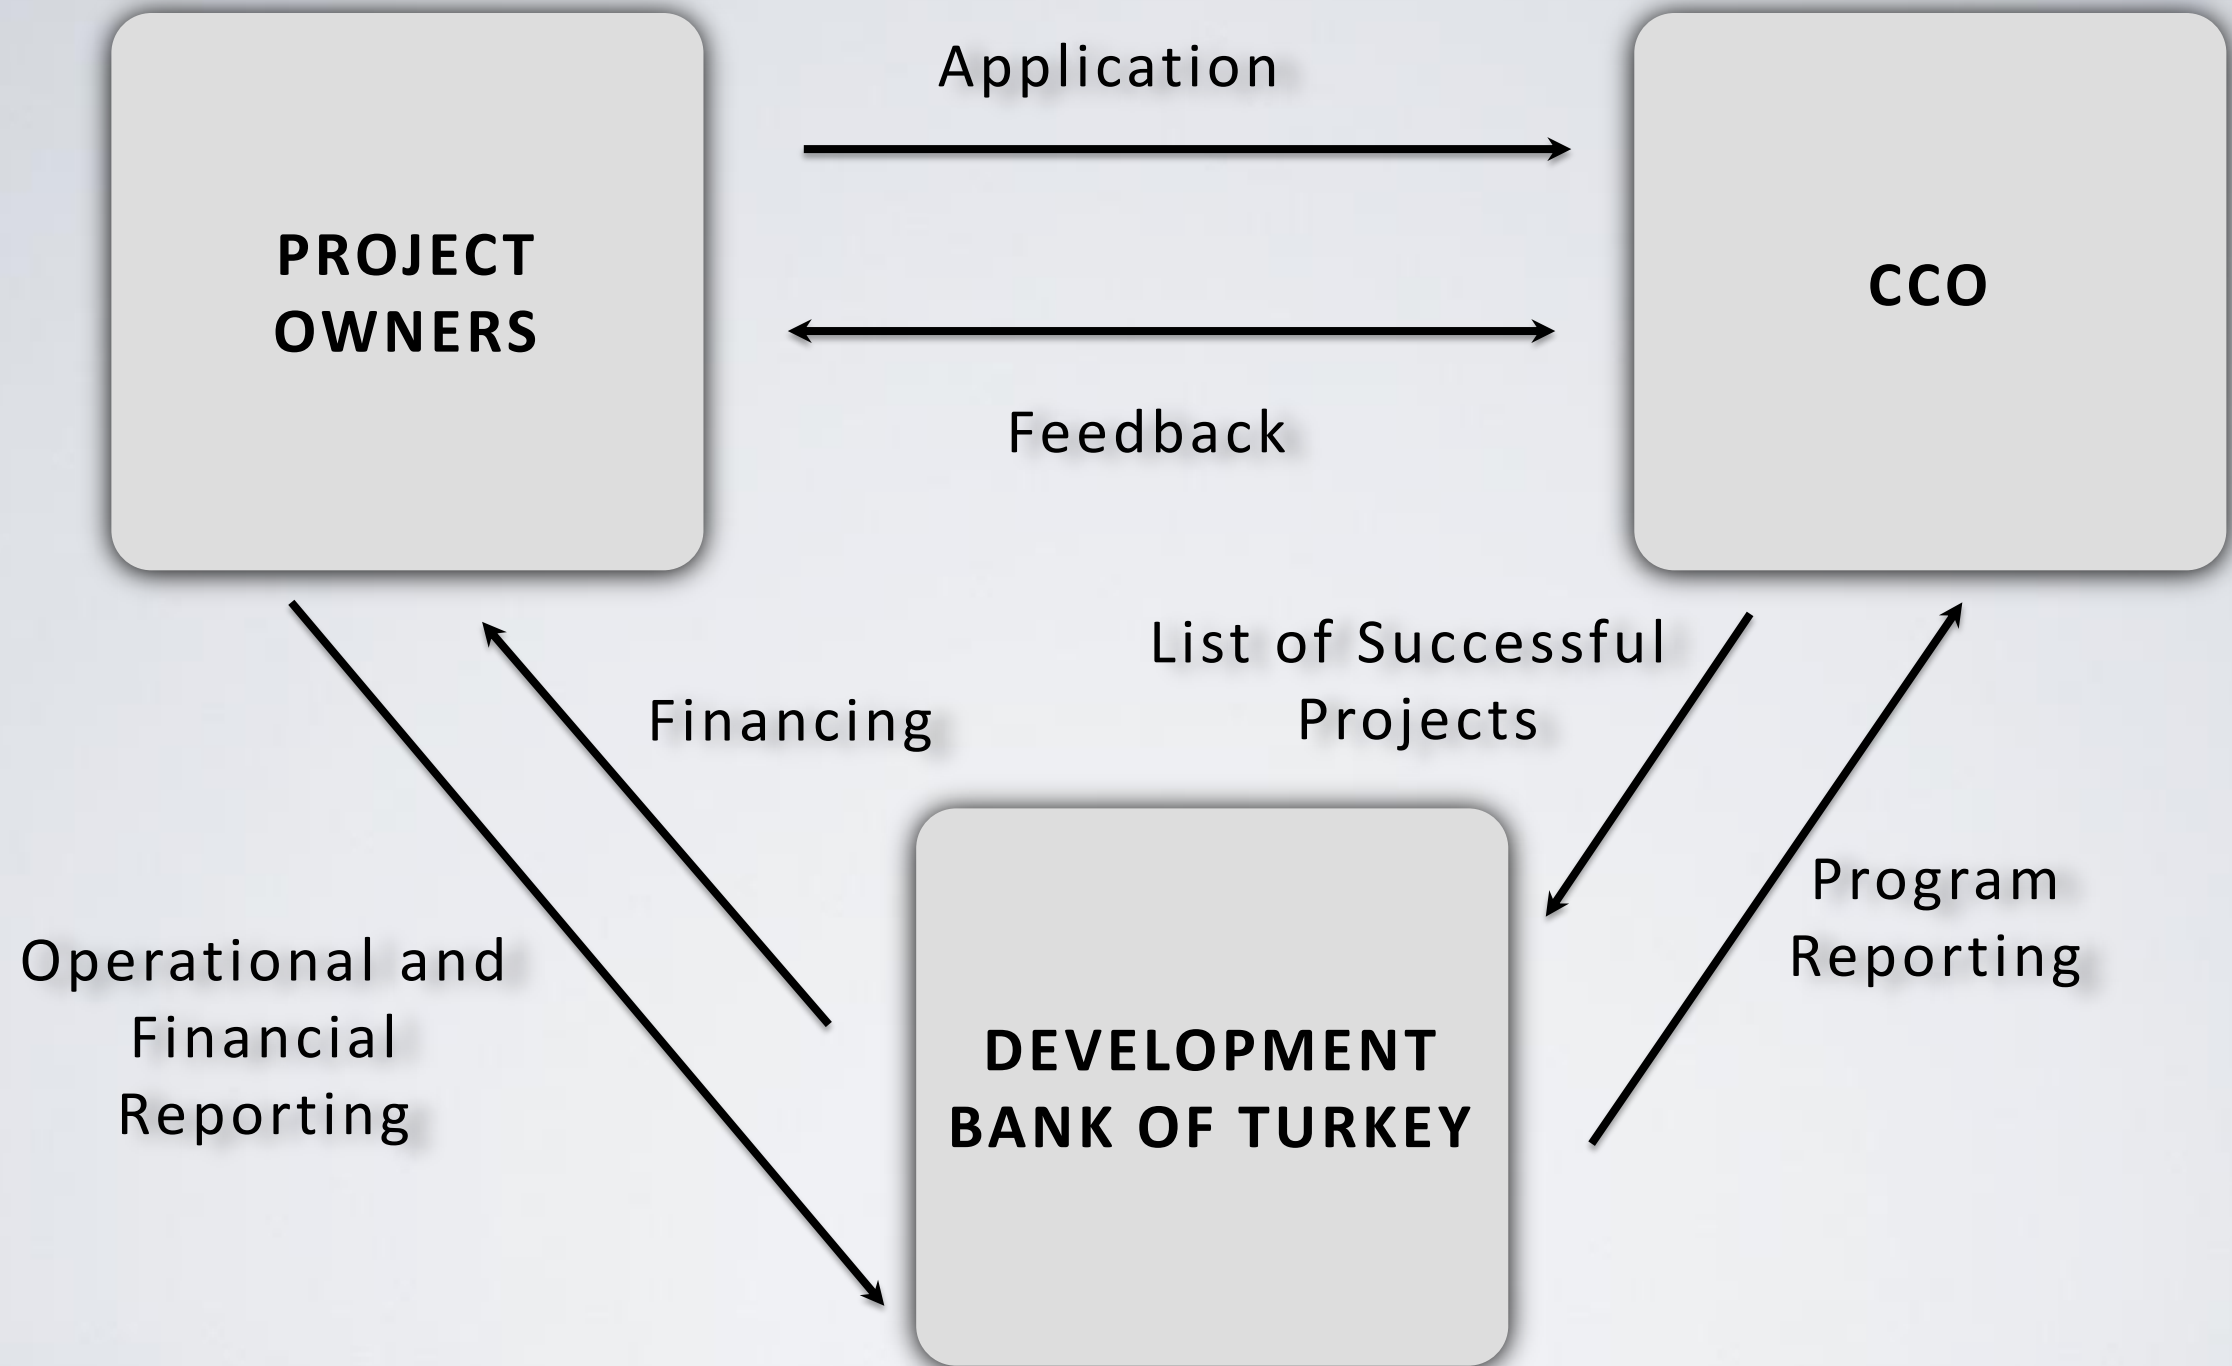 Application
PROJECT
OWNERS
CCO
Feedback
List of Successful
Projects
Financing
Program
Reporting
Operational and
Financial
Reporting
DEVELOPMENT
BANK OF TURKEY